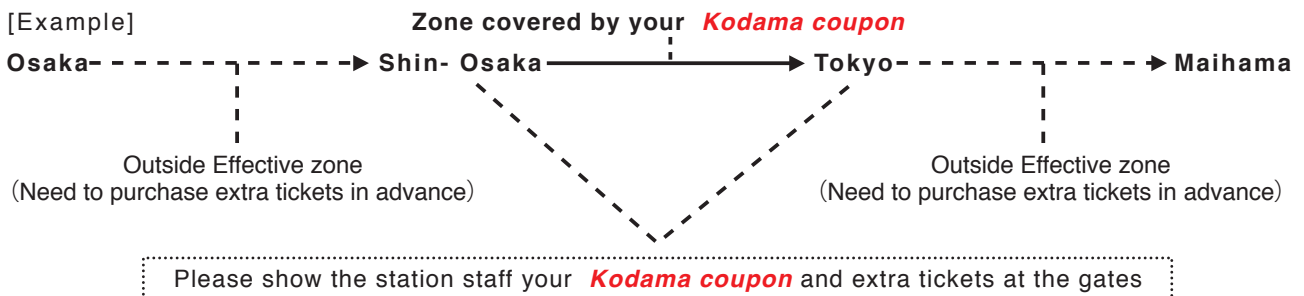 [Example]
Zone covered by your Kodama coupon
Osaka Shin- Osaka Tokyo Maihama
Outside Effective zone
(Need to purchase extra tickets in advance)
Outside Effective zone
(Need to purchase extra tickets in advance)
Please show the station staff your Kodama coupon and extra tickets at the gates